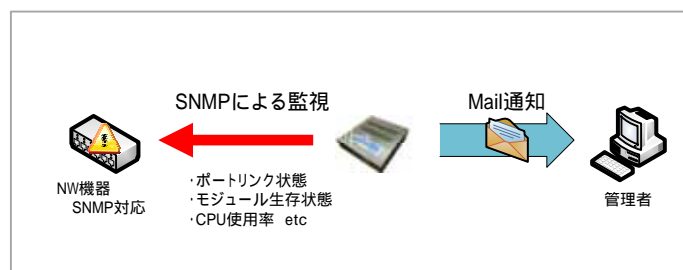 SNMPによる監視
Mail通知
NW機器
SNMP対応
・ポートリンク状態
・モジュール生存状態
・CPU使用率 etc
管理者